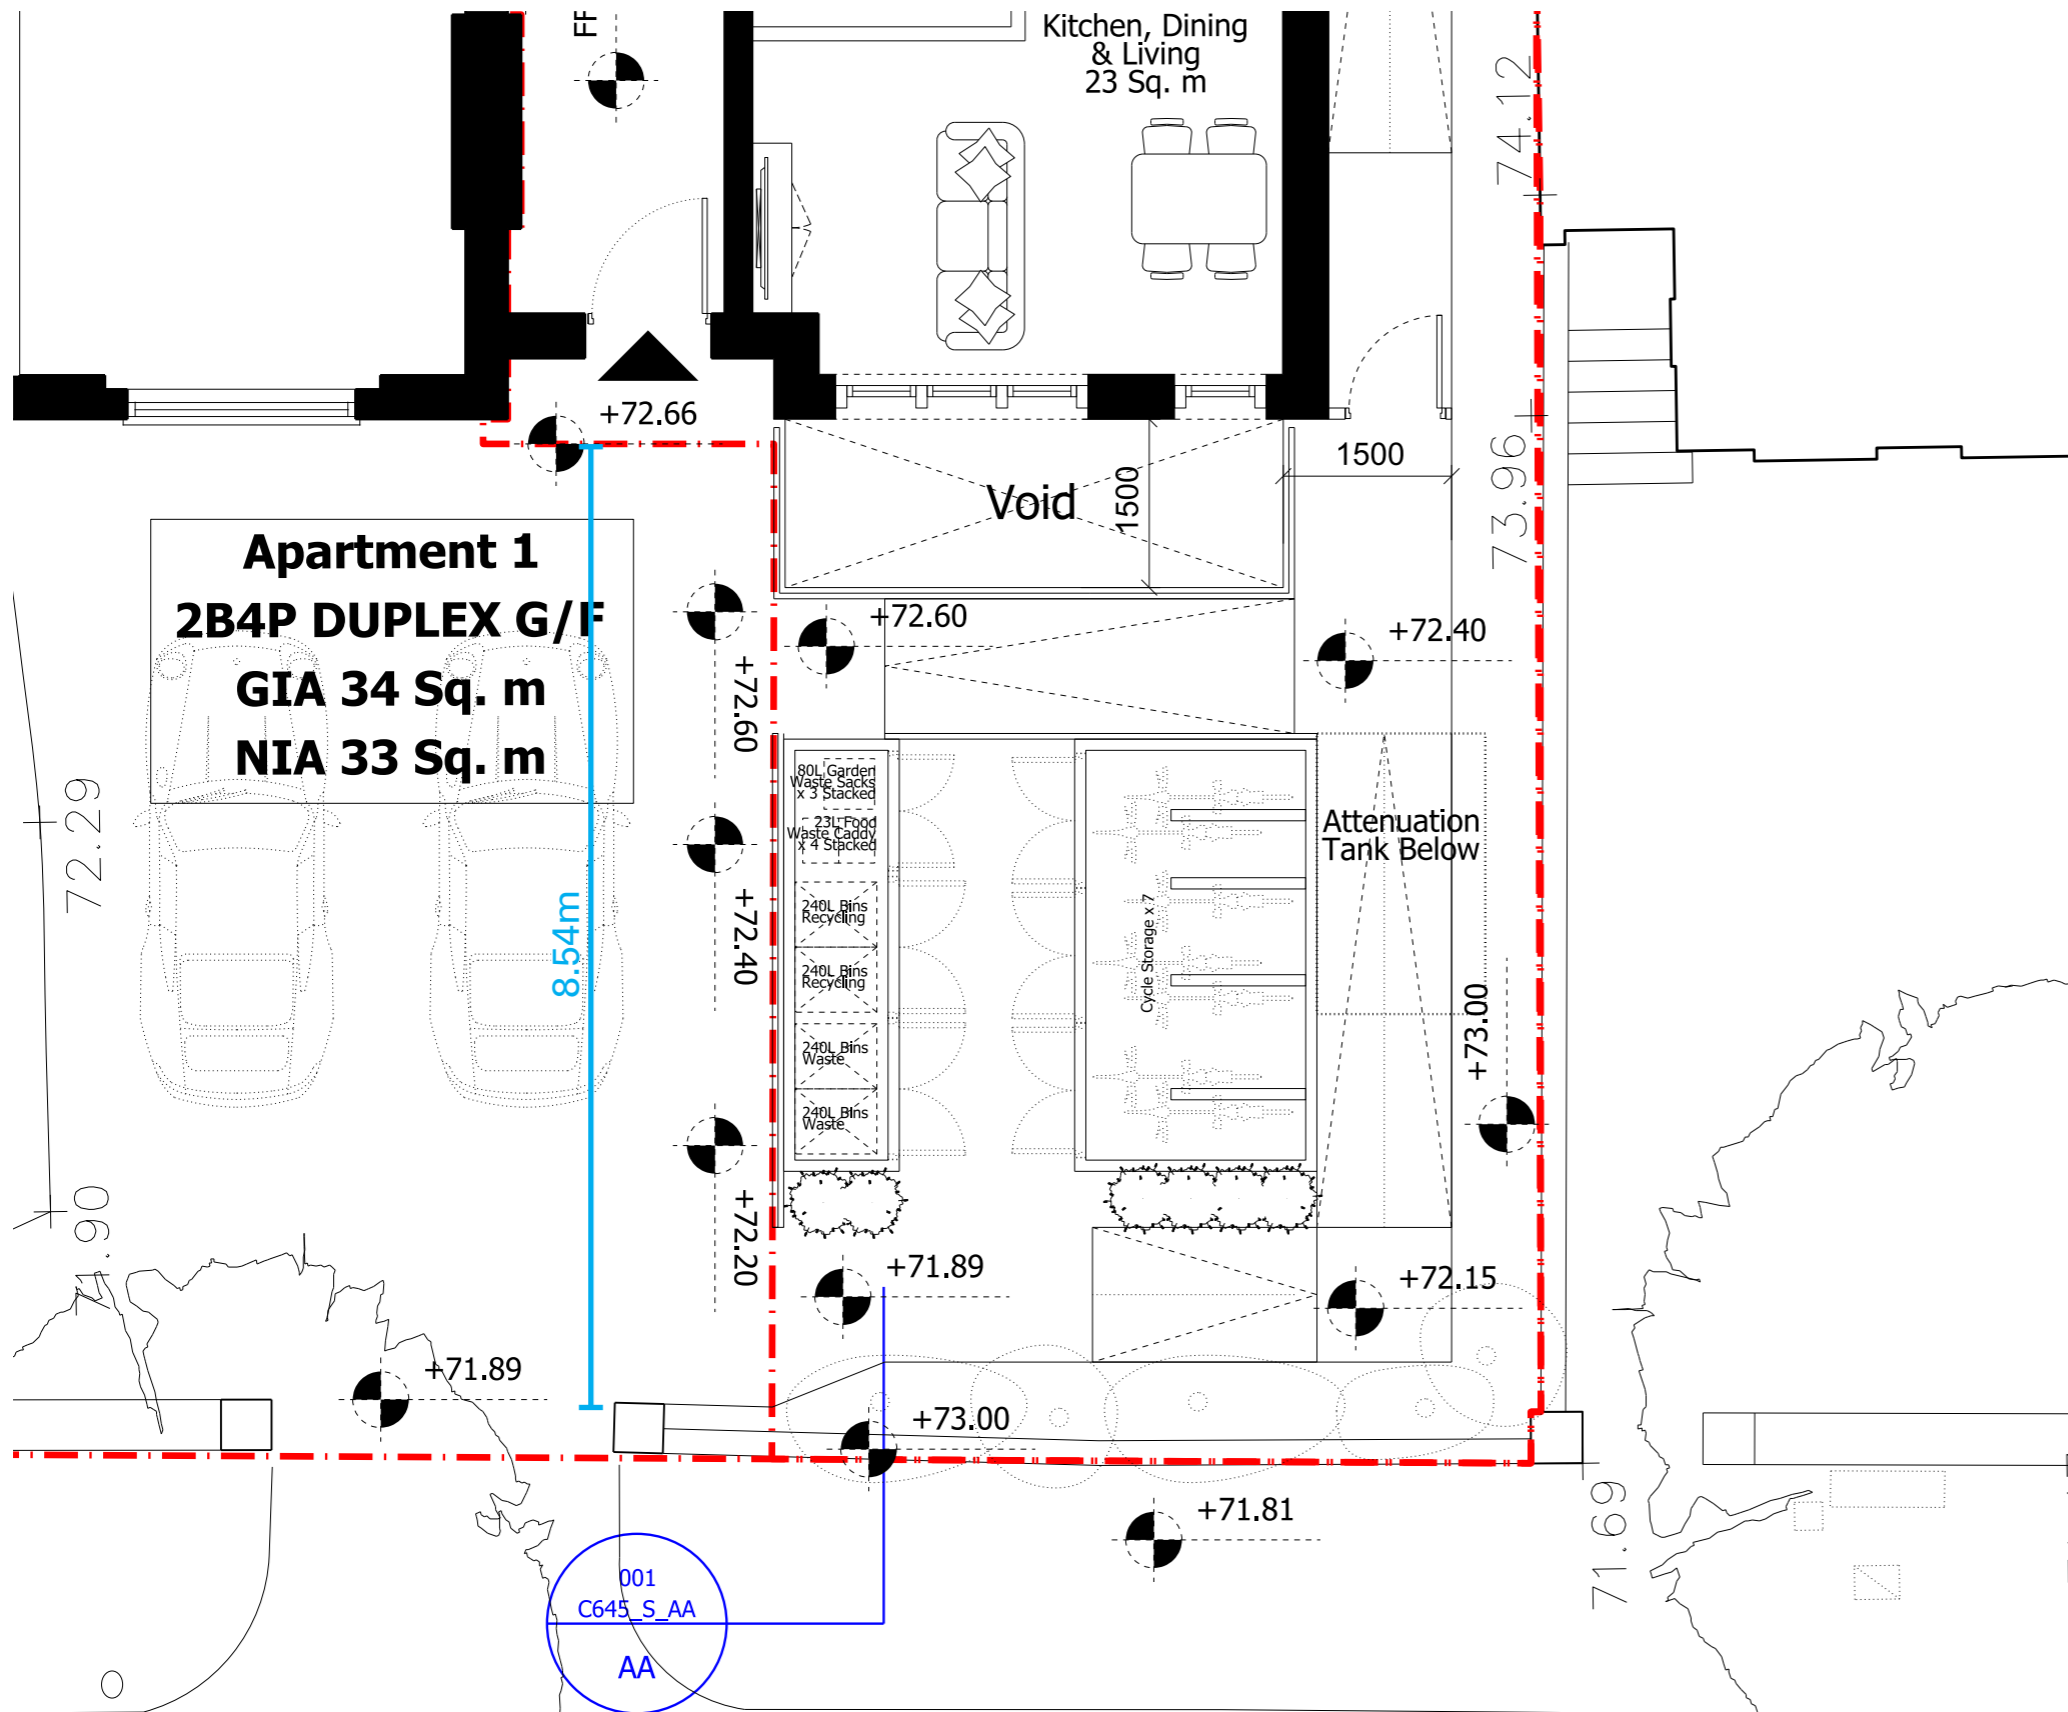 FF
Kitchen, Dining
& Living
23 Sq. m
74.12
+72.66
1500
1500
Void
73.96
Apartment 1
2B4P DUPLEX G/F
GIA 34 Sq. m
NIA 33 Sq. m
+72.60
+72.40
+72.60
80L Garden
Waste Sacks
x 3 Stacked
23L Food
Waste Caddy
x 4 Stacked
Attenuation
Tank Below
72.29
8.54m
+72.40
240L Bins
Recycling
240L Bins
Recycling
240L Bins
Waste
240L Bins
Waste
Cycle Storage x 7
+73.00
71.90
+72.20
+71.89
+72.15
+71.89
+73.00
+71.81
71.69
001
C645_S_AA
AA